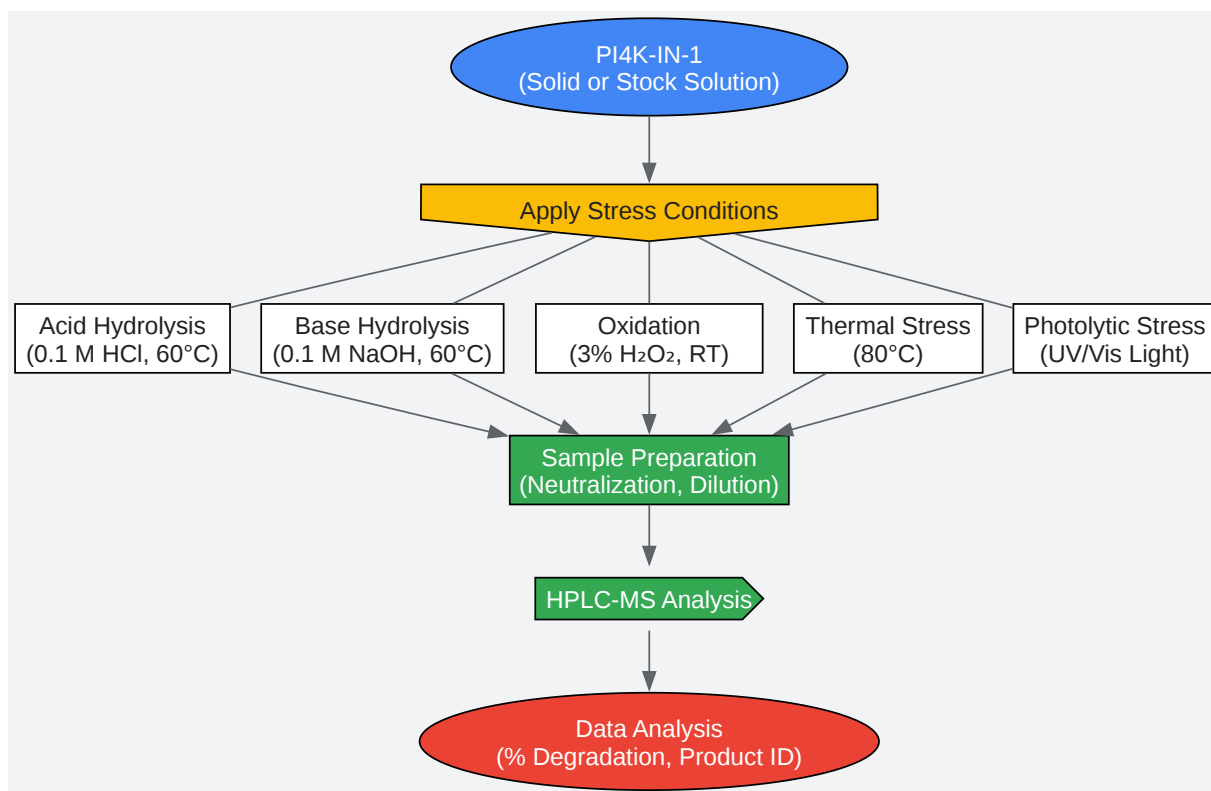 PI4K-IN-1
(Solid or Stock Solution)
Apply Stress Conditions
Acid Hydrolysis
(0.1 M HCl, 60°C)
Base Hydrolysis
(0.1 M NaOH, 60°C)
Oxidation
(3% H₂O₂, RT)
Thermal Stress
(80°C)
Photolytic Stress
(UV/Vis Light)
Sample Preparation
(Neutralization, Dilution)
HPLC-MS Analysis
Data Analysis
(% Degradation, Product ID)